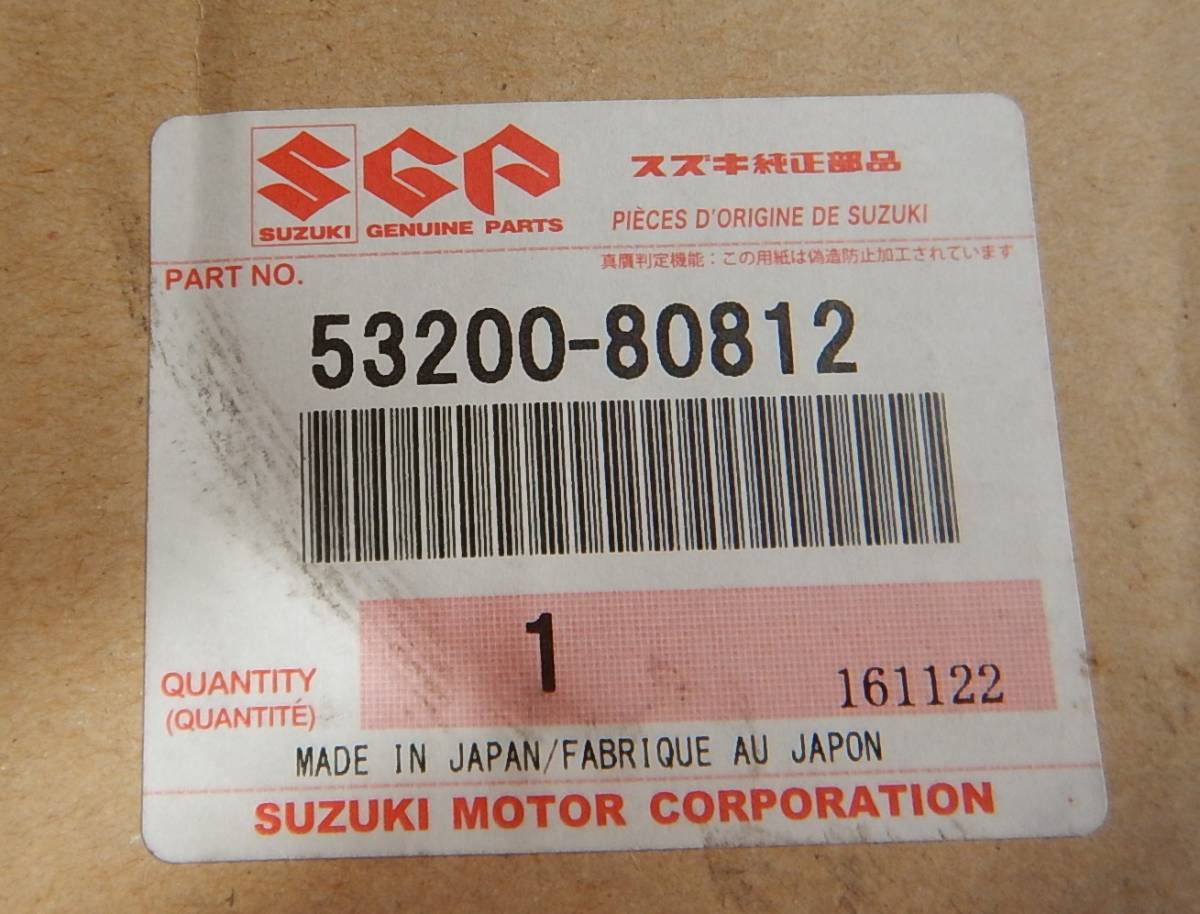 SUZUKI
SGP
GENUINE PARTS
スズキ純正部品
PIÈCES D'ORIGINE DE SUZUKI
PART NO.
真贋判定機能：この用紙は偽造防止加工されています
53200-80812
1
161122
QUANTITY
(QUANTITÉ)
MADE IN JAPAN/FABRIQUE AU JAPON
SUZUKI MOTOR CORPORATION